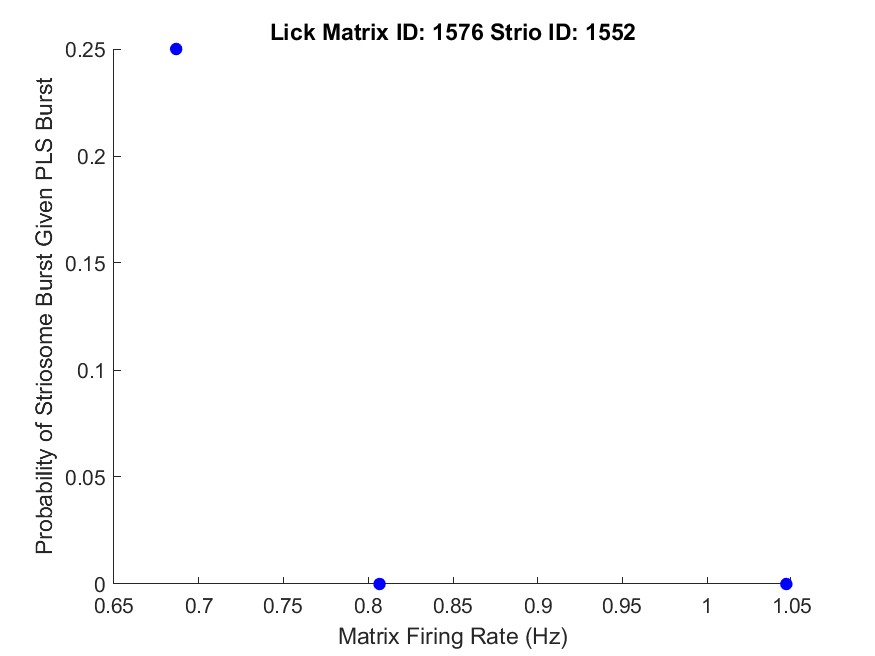 Lick Matrix ID: 1576 Strio ID: 1552
Probability of Striosome Burst Given PLS Burst
0.25
0.2
0.15
0.1
0.05
0
0.65 0.7 0.75 0.8 0.85 0.9 0.95 1 1.05
Matrix Firing Rate (Hz)